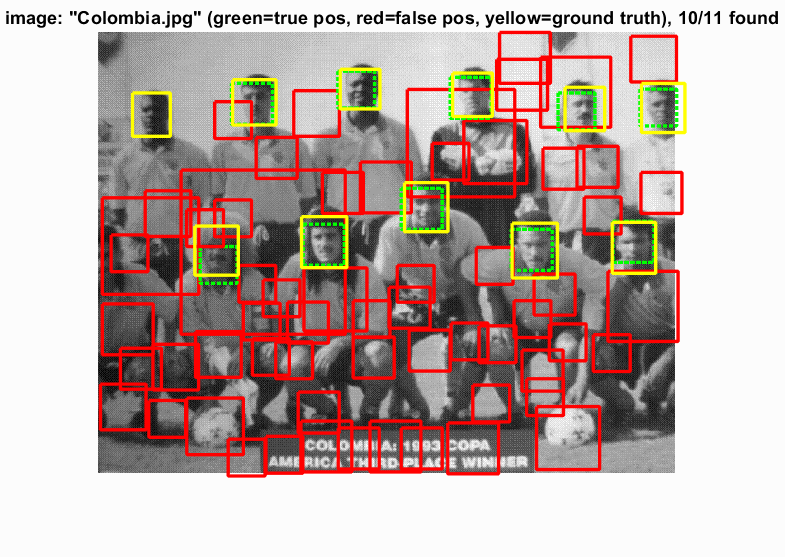 image: "Colombia.jpg" (green=true pos, red=false pos, yellow=ground truth), 10/11 found
COLOMBIA: 1993 COPA
AMERICA THIRD-PLACE WINNER